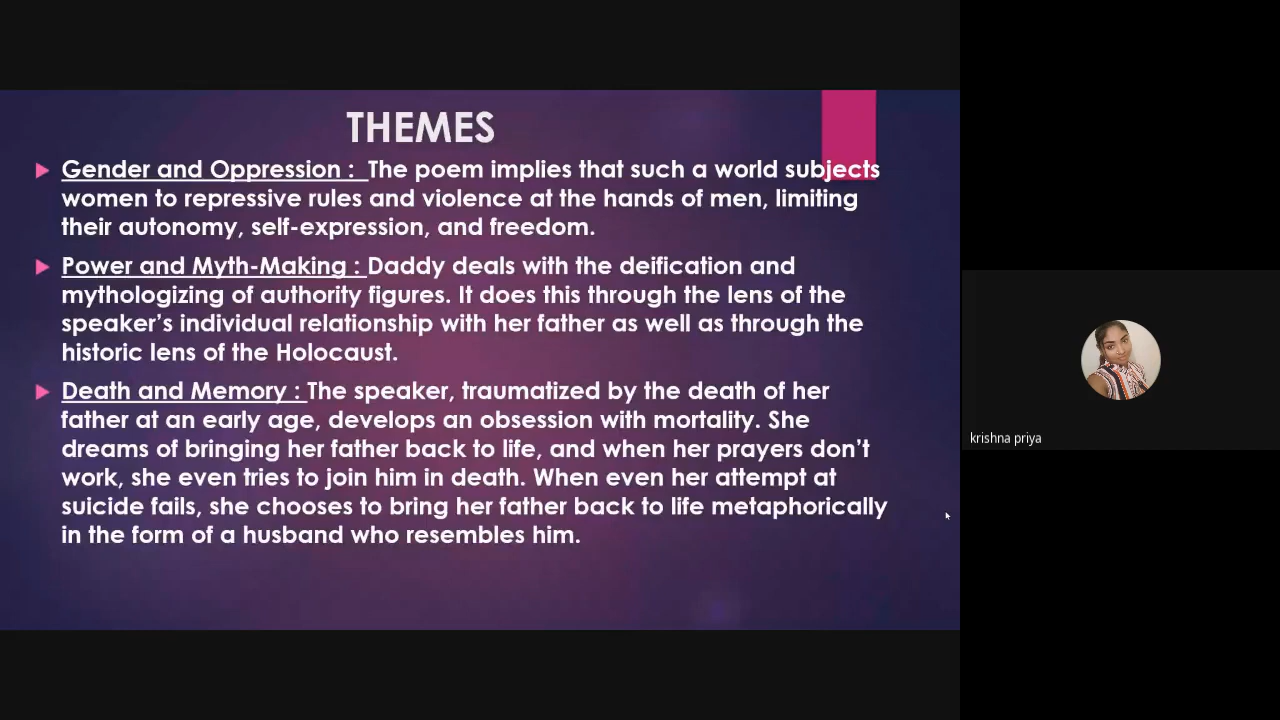 THEMES
Gender and Oppression : The poem implies that such a world subjects
women to repressive rules and violence at the hands of men, limiting
their autonomy, self-expression, and freedom.
Power and Myth-Making : Daddy deals with the deification and
mythologizing of authority figures. It does this through the lens of the
speaker’s individual relationship with her father as well as through the
historic lens of the Holocaust.
Death and Memory : The speaker, traumatized by the death of her
father at an early age, develops an obsession with mortality. She
dreams of bringing her father back to life, and when her prayers don’t
work, she even tries to join him in death. When even her attempt at
suicide fails, she chooses to bring her father back to life metaphorically
in the form of a husband who resembles him.
krishna priya